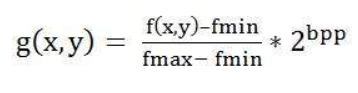 g(x,y) = f(x,y)-fmin / fmax- fmin * 2^bpp